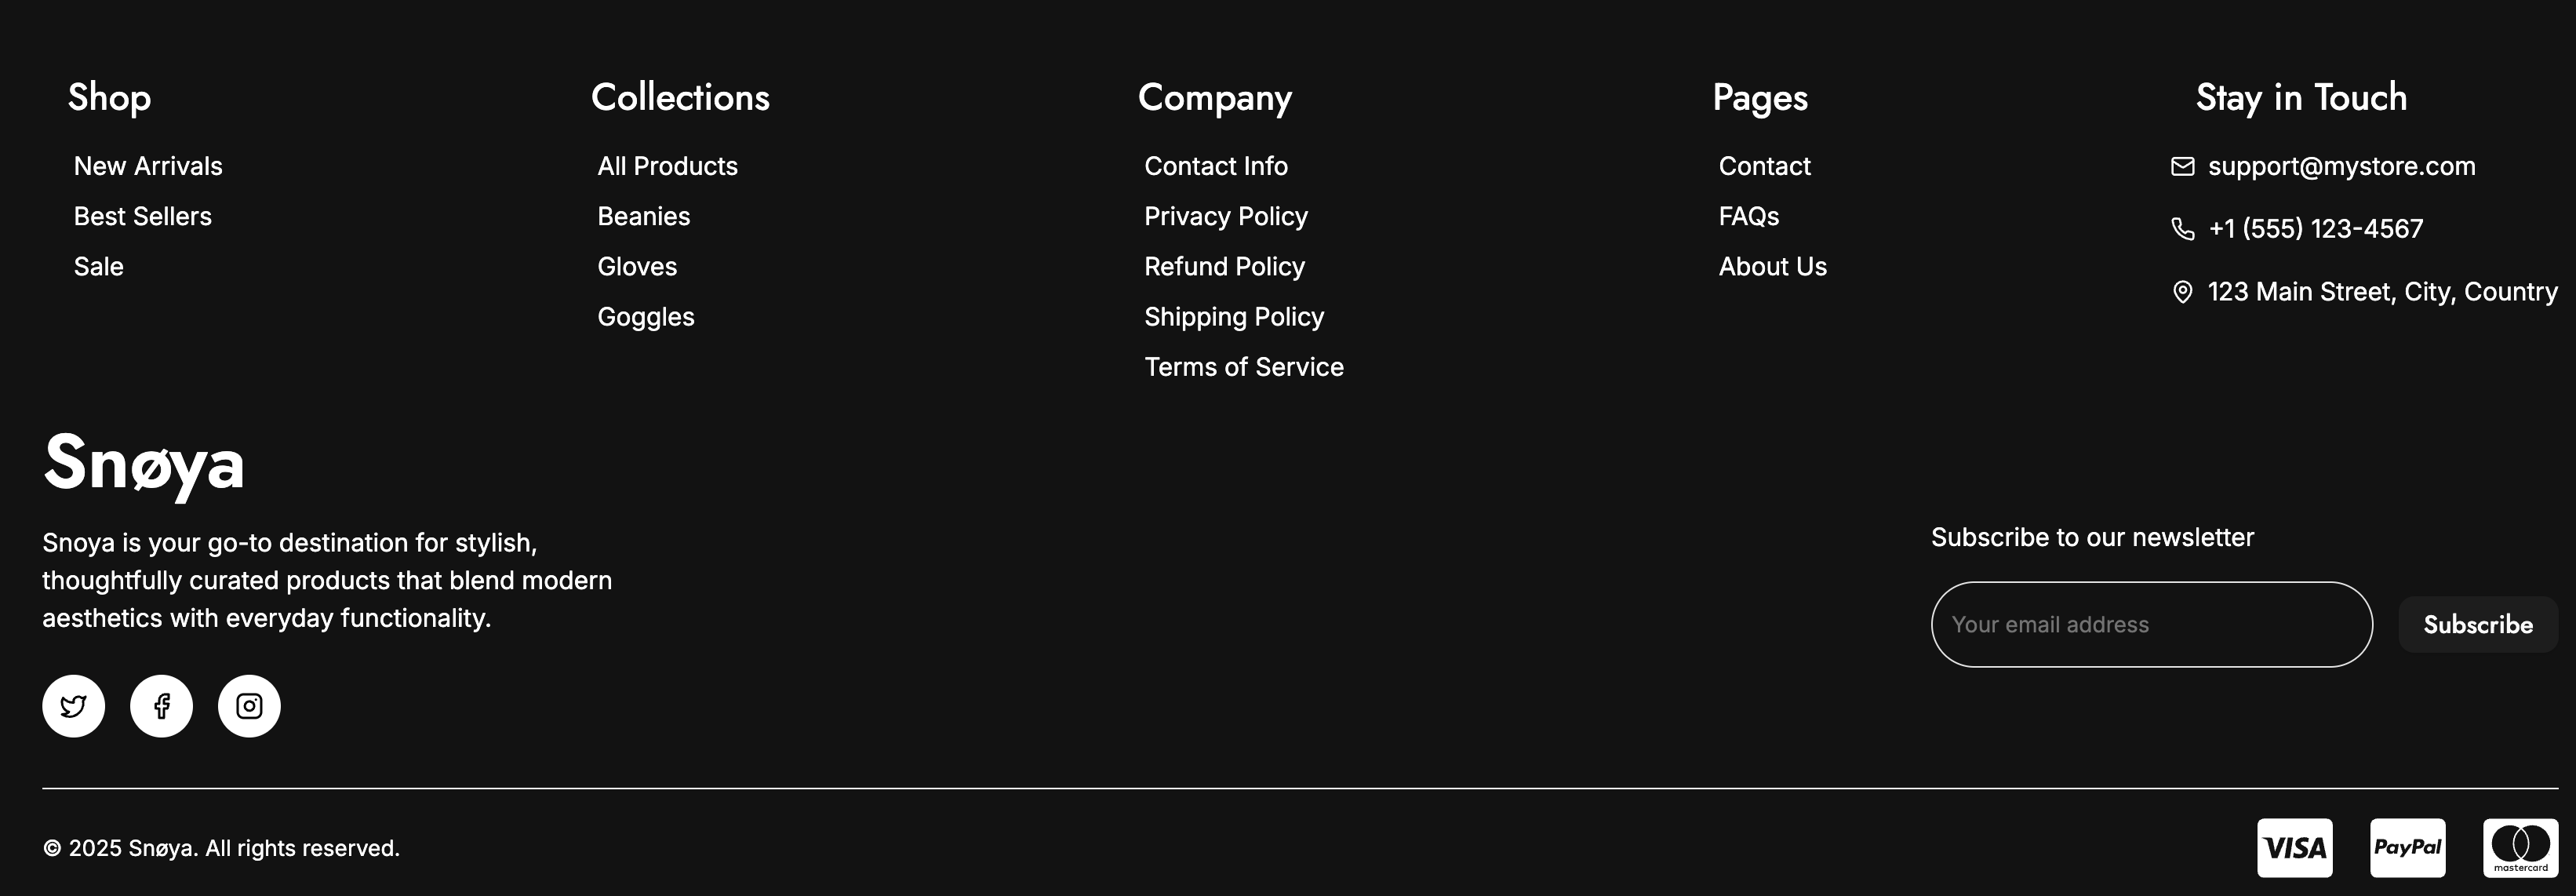 Shop
New Arrivals
Best Sellers
Sale
Collections
All Products
Beanies
Gloves
Goggles
Company
Contact Info
Privacy Policy
Refund Policy
Shipping Policy
Terms of Service
Pages
Contact
FAQs
About Us
Stay in Touch
support@mystore.com
+1 (555) 123-4567
123 Main Street, City, Country
Snøya
Snoya is your go-to destination for stylish,
thoughtfully curated products that blend modern
aesthetics with everyday functionality.
Subscribe to our newsletter
Your email address
Subscribe
© 2025 Snøya. All rights reserved.
VISA
PayPal
mastercard